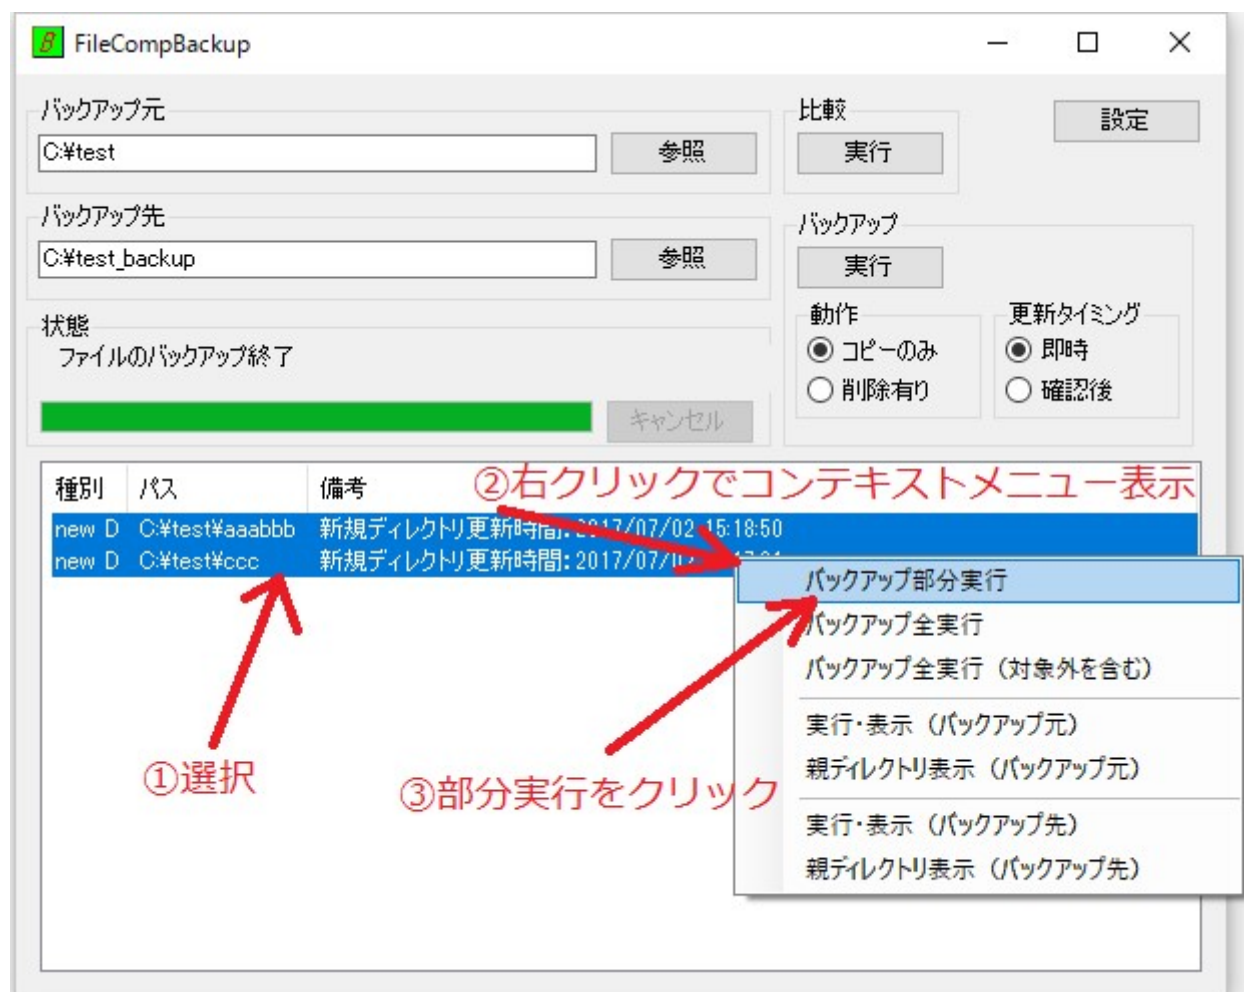 FileCompBackup
バックアップ元
C:¥test
参照
比較
実行
設定
バックアップ先
C:¥test_backup
参照
バックアップ
実行
状態
ファイルのバックアップ終了
キャンセル
動作
コピーのみ
削除有り
更新タイミング
即時
確認後
種別 パス 備考
②右クリックでコンテキストメニュー表示
new D C:¥test¥aaabbb 新規ディレクトリ更新時間: 2017/07/02 15:18:50
new D C:¥test¥ccc 新規ディレクトリ更新時間: 2017/07/0
バックアップ部分実行
バックアップ全実行
バックアップ全実行（対象外を含む）
実行・表示（バックアップ元）
親ディレクトリ表示（バックアップ元）
実行・表示（バックアップ先）
親ディレクトリ表示（バックアップ先）
①選択
③部分実行をクリック